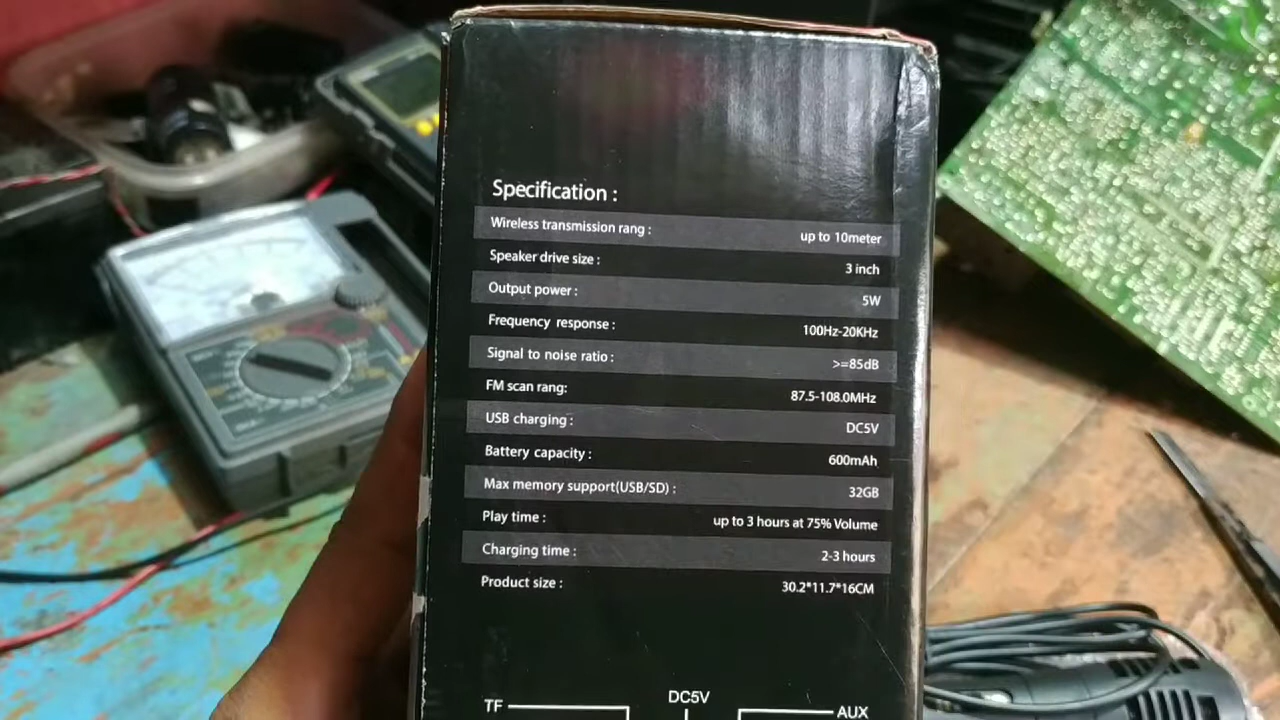 Specification :
Wireless transmission rang : up to 10meter
Speaker drive size : 3 inch
Output power : 5W
Frequency response : 100Hz-20KHz
Signal to noise ratio : >=85dB
FM scan rang: 87.5-108.0MHz
USB charging : DC5V
Battery capacity : 600mAh
Max memory support(USB/SD) : 32GB
Play time : up to 3 hours at 75% Volume
Charging time : 2-3 hours
Product size : 30.2*11.7*16CM
TF DC5V AUX